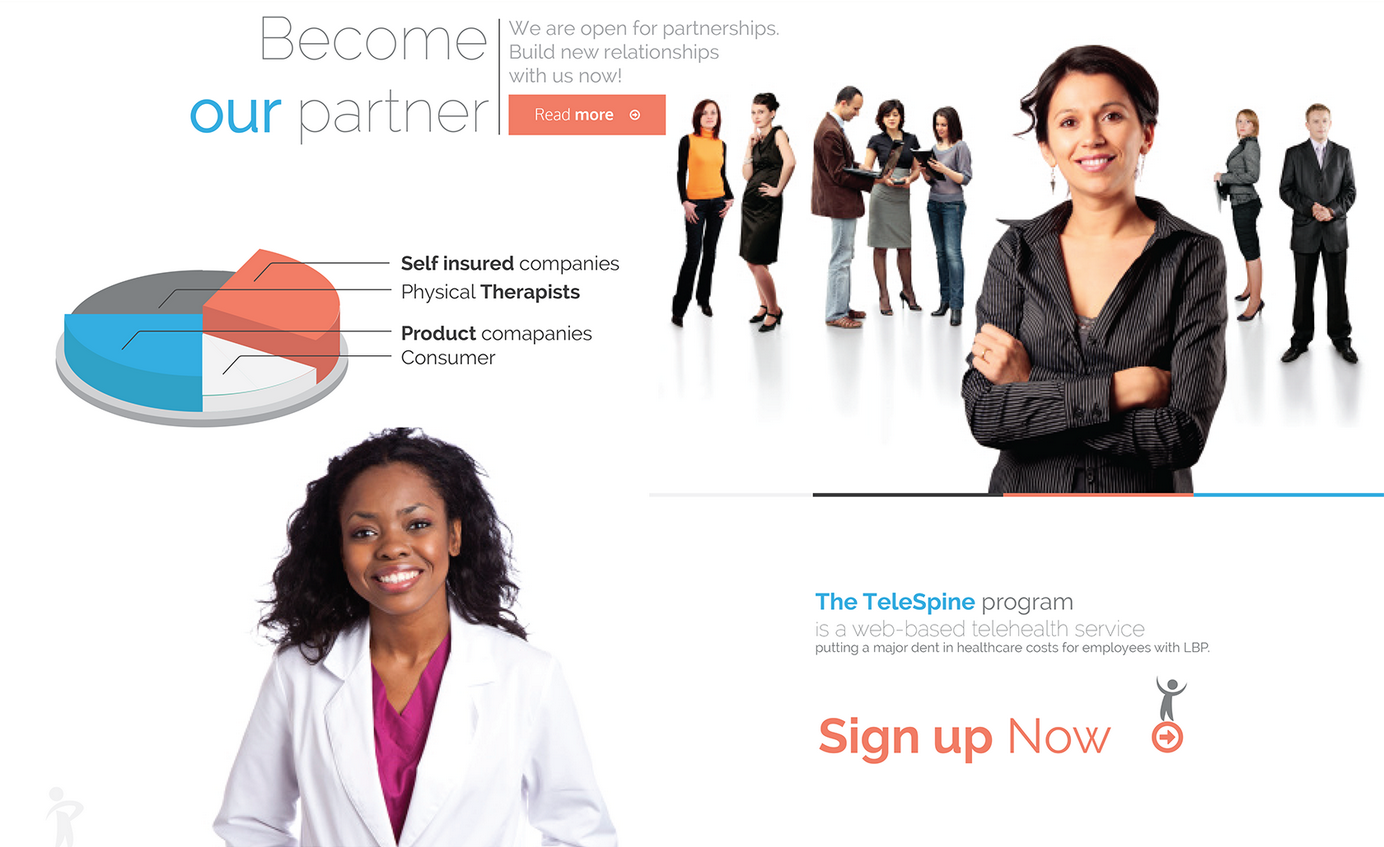 Become
our partner
We are open for partnerships.
Build new relationships
with us now!
Read more
Self insured companies
Physical Therapists
Product comapanies
Consumer
The TeleSpine program
is a web-based telehealth service
putting a major dent in healthcare costs for employees with LBP.
Sign up Now